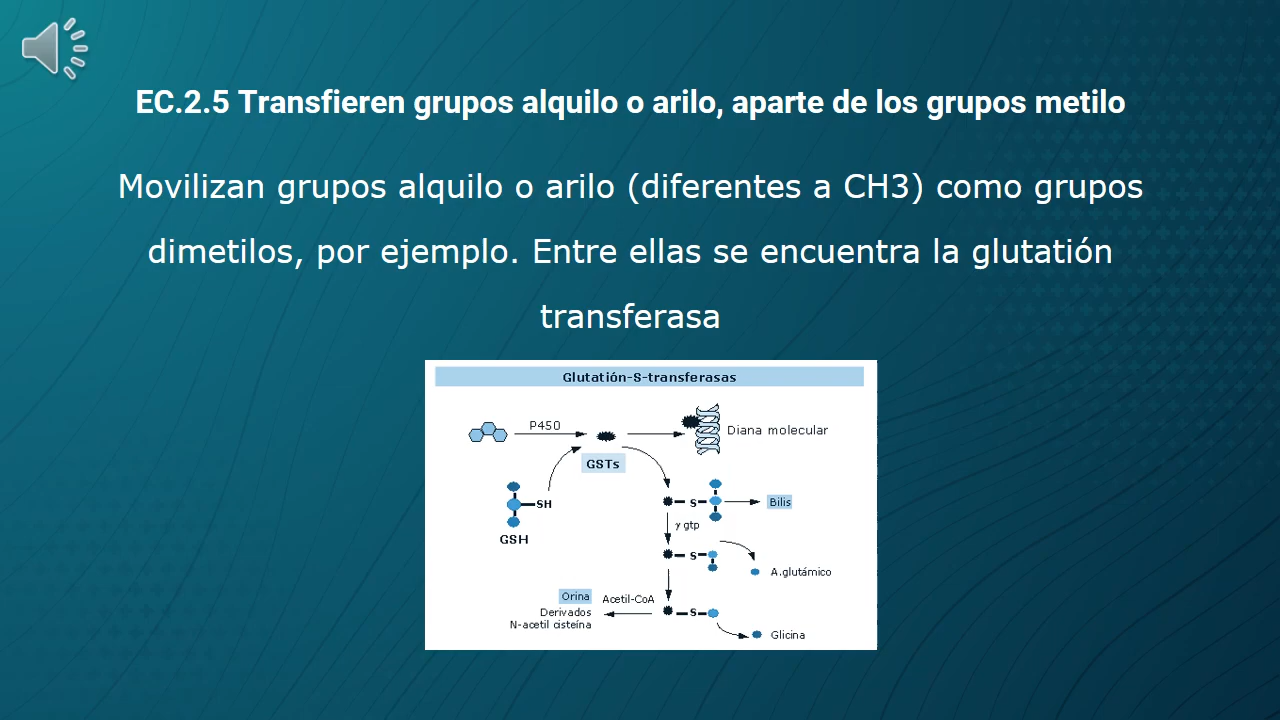 EC.2.5 Transfieren grupos alquilo o arilo, aparte de los grupos metilo
Movilizan grupos alquilo o arilo (diferentes a CH3) como grupos
dimetilos, por ejemplo. Entre ellas se encuentra la glutatión
transferasa
Glutatión-S-transferasas
P450
Diana molecular
GSTs
SH
GSH
S
Bilis
γ gtp
S
A.glutámico
Orina
Acetil-CoA
Derivados
N-acetil cisteína
S
Glicina